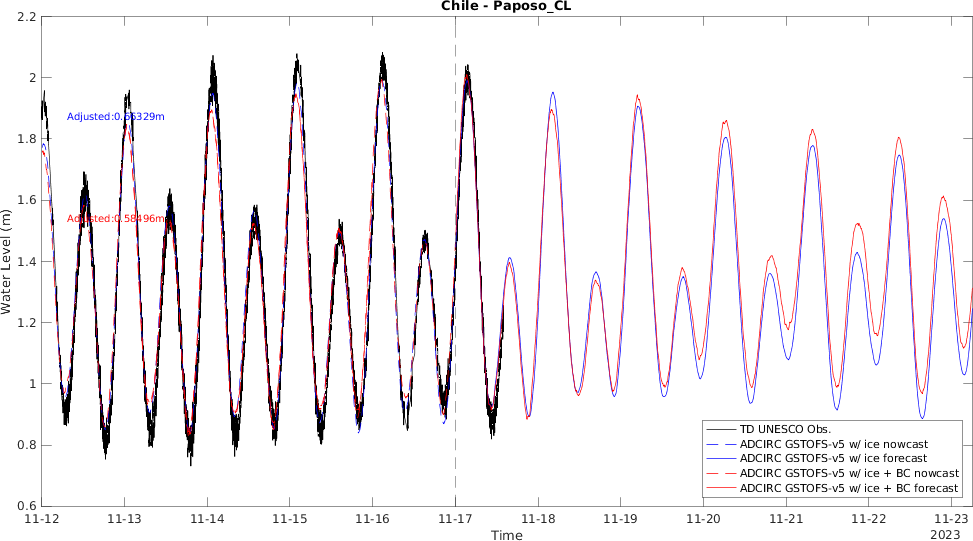 Chile - Paposo_CL
2.2
2
1.8
1.6
1.4
1.2
1
0.8
0.6
Water Level (m)
Adjusted:0.65329m
Adjusted:0.58496m
TD UNESCO Obs.
ADCIRC GSTOFS-v5 w/ ice nowcast
ADCIRC GSTOFS-v5 w/ ice forecast
ADCIRC GSTOFS-v5 w/ ice + BC nowcast
ADCIRC GSTOFS-v5 w/ ice + BC forecast
11-12 11-13 11-14 11-15 11-16 11-17 11-18 11-19 11-20 11-21 11-22 11-23
Time
2023